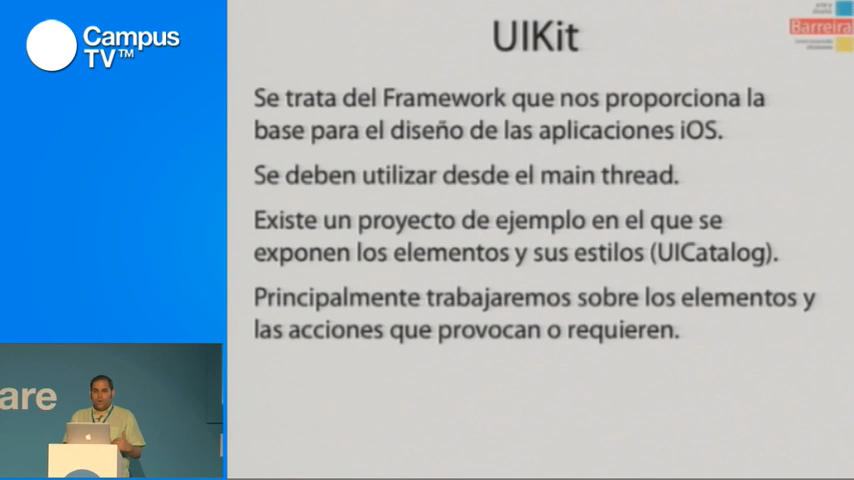 Campus
TV™
UIKit
Barreira
Se trata del Framework que nos proporciona la
base para el diseño de las aplicaciones iOS.
Se deben utilizar desde el main thread.
Existe un proyecto de ejemplo en el que se
exponen los elementos y sus estilos (UICatalog).
Principalmente trabajaremos sobre los elementos y
las acciones que provocan o requieren.
are